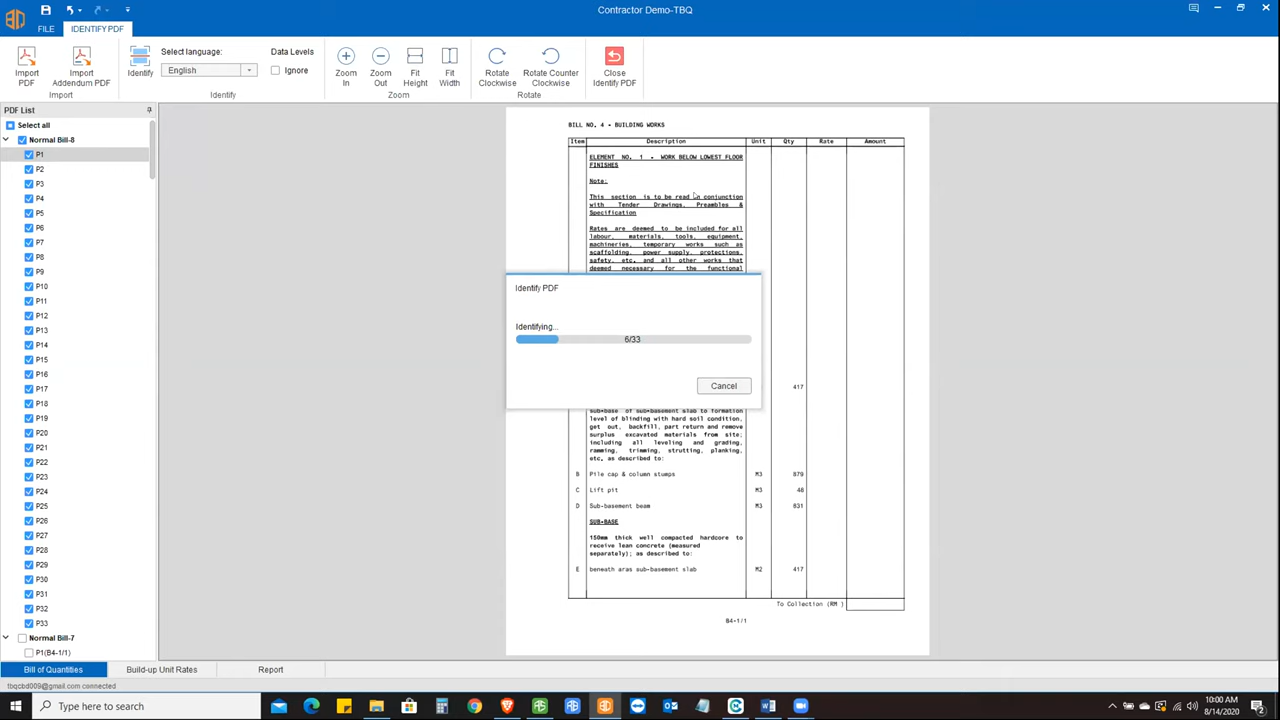 Contractor Demo-TBQ
FILE
IDENTIFY PDF
Import PDF
Import Addendum PDF
Import
Identify
Select language:
English
Data Levels
Ignore
Identify
Zoom In
Zoom Out
Fit Height
Fit Width
Zoom
Rotate Clockwise
Rotate Counter Clockwise
Rotate
Close Identify PDF
PDF List
Select all
Normal Bill-8
P1
P2
P3
P4
P5
P6
P7
P8
P9
P10
P11
P12
P13
P14
P15
P16
P17
P18
P19
P20
P21
P22
P23
P24
P25
P26
P27
P28
P29
P30
P31
P32
P33
Normal Bill-7
P1(B4-1/1)
BILL NO. 4 - BUILDING WORKS
Item Description Unit Qty Rate Amount
ELEMENT NO. 1 - WORK BELOW LOWEST FLOOR
FINISHES
Note:
This section is to be read in conjunction
with Tender Drawings, Preambles &
Specification
Rates are deemed to be included for all
labour, materials, tools, equipment,
machineries, temporary works such as
scaffolding, power supply, protections,
safety, etc. and all other works that
deemed necessary for the functional
Identify PDF
Identifying...
6/33
Cancel
417
sub-base of sub-basement slab to formation
level of blinding with hard soil condition,
get out, backfill, part return and remove
surplus excavated materials from site;
including all leveling and grading,
ramming, trimming, strutting, planking,
etc. as described to:
B Pile cap & column stumps M3 879
C Lift pit M3 46
D Sub-basement beam M3 831
SUB-BASE
150mm thick well compacted hardcore to
receive lean concrete (measured
separately); as described to:
E beneath aras sub-basement slab M2 417
To Collection (RM )
B4-1/1
Bill of Quantities
Build-up Unit Rates
Report
tbqcbd009@gmail.com connected
Type here to search
10:00 AM
8/14/2020
2